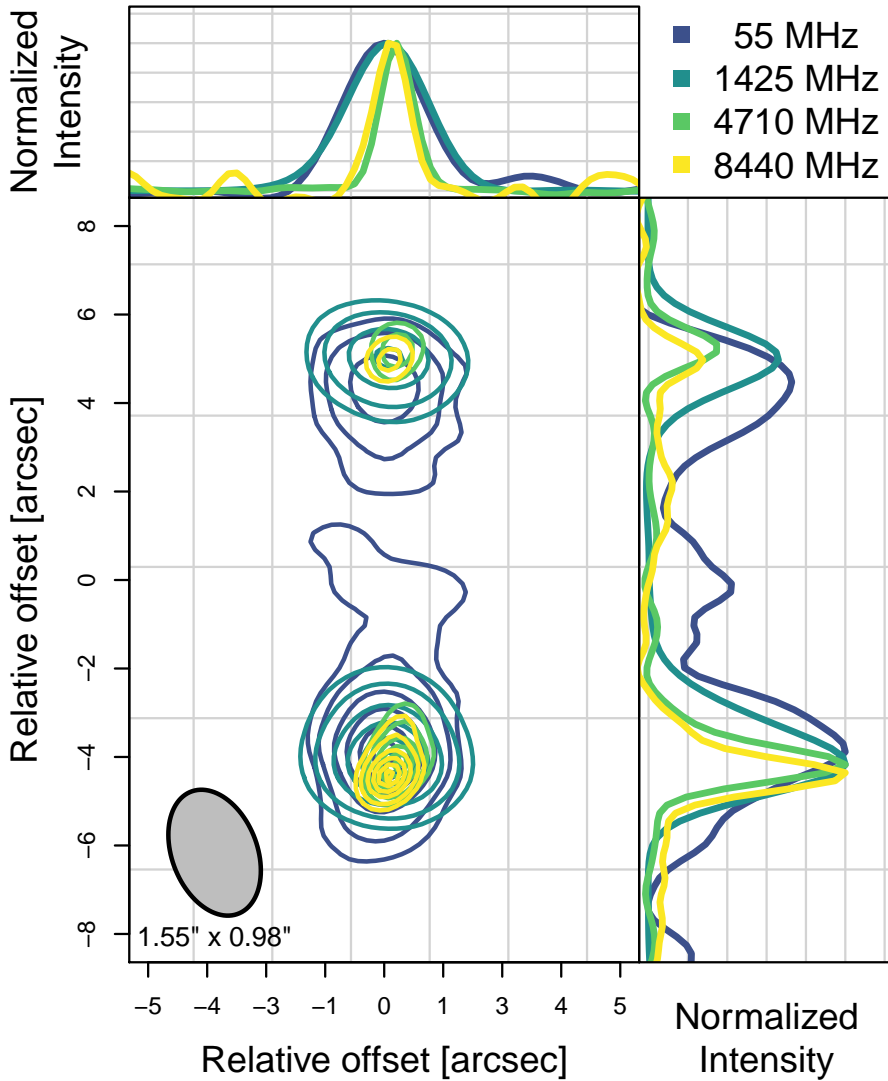 Normalized
Intensity
55 MHz
1425 MHz
4710 MHz
8440 MHz
Relative offset [arcsec]
8
6
4
2
0
−2
−4
−6
−8
1.55" x 0.98"
−5 −4 −2 −1 0 1 3 4 5
Relative offset [arcsec]
Normalized
Intensity